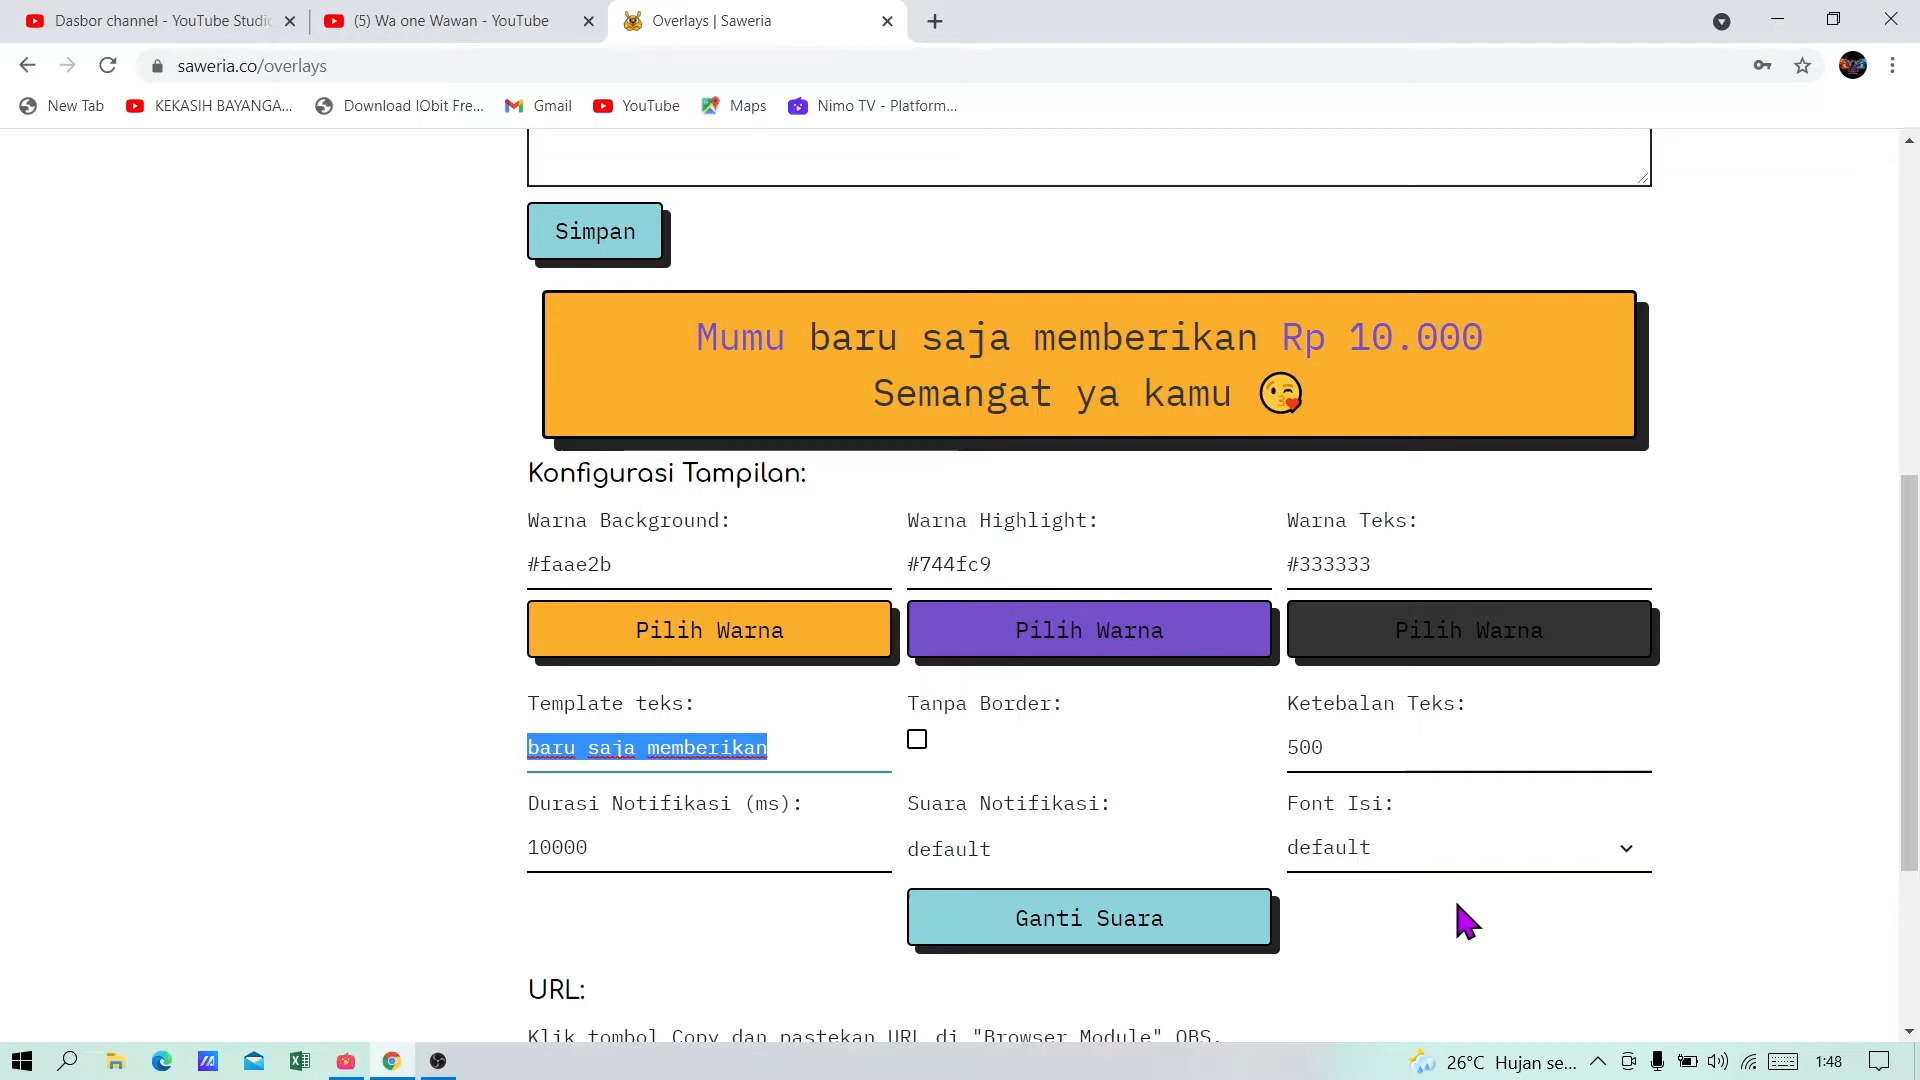 Dasbor channel - YouTube Studio
(5) Wa one Wawan - YouTube
Overlays | Saweria
saweria.co/overlays
New Tab
KEKASIH BAYANGA...
Download IObit Fre...
Gmail
YouTube
Maps
Nimo TV - Platform...
Simpan
Mumu baru saja memberikan Rp 10.000
Semangat ya kamu 😘
Konfigurasi Tampilan:
Warna Background:
Warna Highlight:
Warna Teks:
#faae2b
#744fc9
#333333
Pilih Warna
Pilih Warna
Pilih Warna
Template teks:
Tanpa Border:
Ketebalan Teks:
baru saja memberikan
500
Durasi Notifikasi (ms):
Suara Notifikasi:
Font Isi:
10000
default
default
Ganti Suara
URL:
Klik tombol Copy dan pastekan URL di "Browser Module" OBS.
26°C Hujan se...
1:48